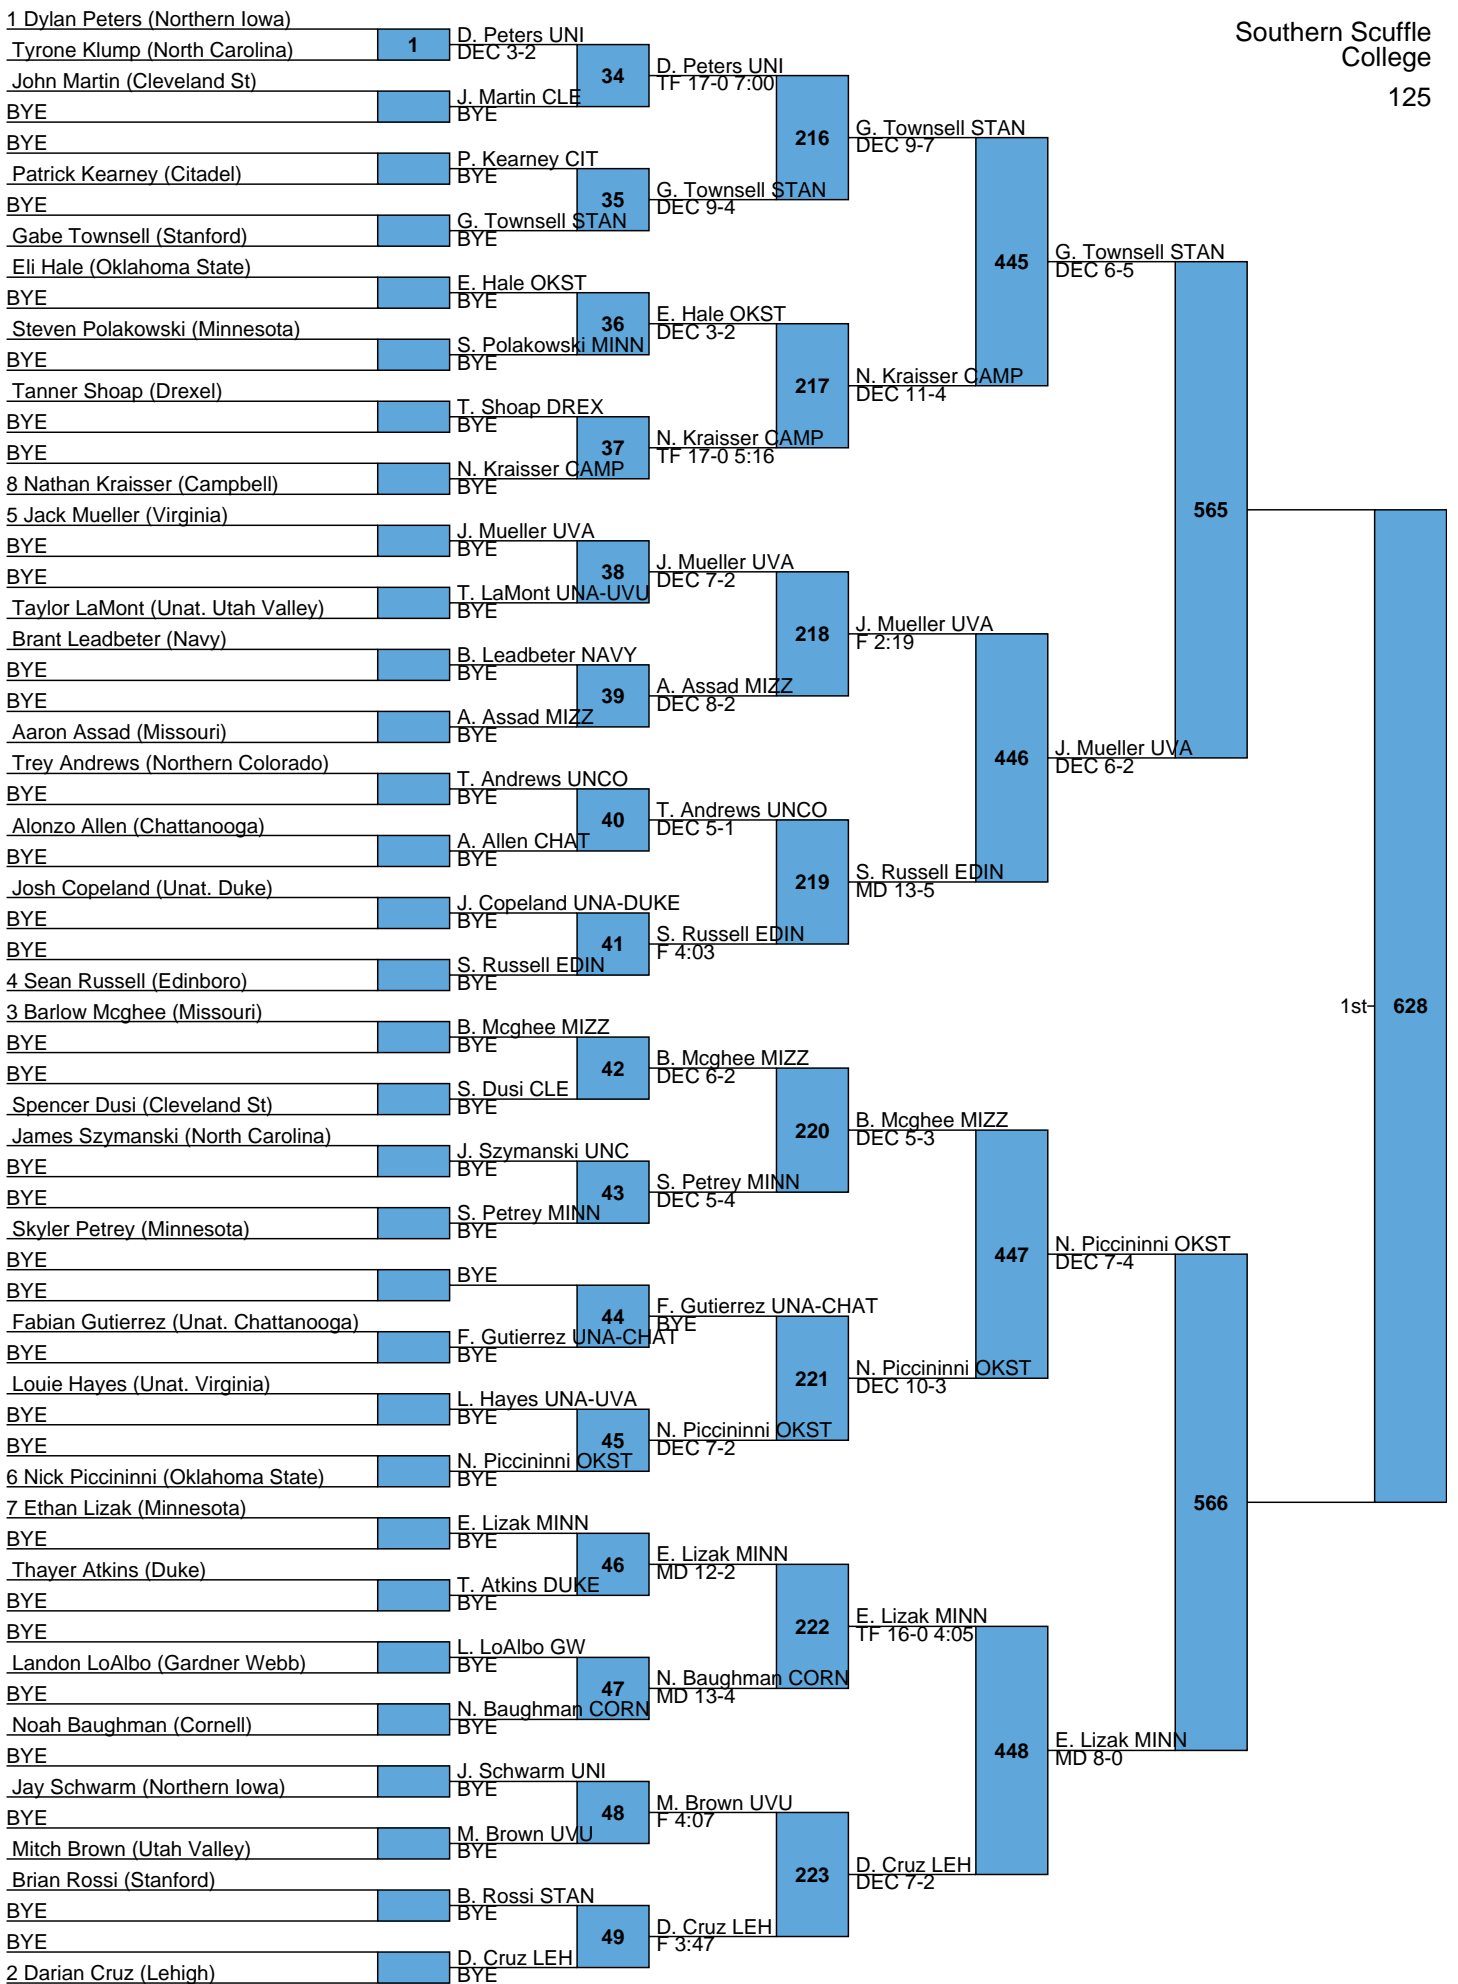 Southern Scuffle
College
125
1 Dylan Peters (Northern Iowa)
Tyrone Klump (North Carolina)
John Martin (Cleveland St)
BYE
BYE
Patrick Kearney (Citadel)
BYE
Gabe Townsell (Stanford)
Eli Hale (Oklahoma State)
BYE
Steven Polakowski (Minnesota)
BYE
Tanner Shoap (Drexel)
BYE
BYE
8 Nathan Kraisser (Campbell)
5 Jack Mueller (Virginia)
BYE
BYE
Taylor LaMont (Unat. Utah Valley)
Brant Leadbeter (Navy)
BYE
BYE
Aaron Assad (Missouri)
Trey Andrews (Northern Colorado)
BYE
Alonzo Allen (Chattanooga)
BYE
Josh Copeland (Unat. Duke)
BYE
BYE
4 Sean Russell (Edinboro)
3 Barlow Mcghee (Missouri)
BYE
BYE
Spencer Dusi (Cleveland St)
James Szymanski (North Carolina)
BYE
BYE
Skyler Petrey (Minnesota)
BYE
BYE
Fabian Gutierrez (Unat. Chattanooga)
BYE
Louie Hayes (Unat. Virginia)
BYE
BYE
6 Nick Piccininni (Oklahoma State)
7 Ethan Lizak (Minnesota)
BYE
Thayer Atkins (Duke)
BYE
BYE
Landon LoAlbo (Gardner Webb)
BYE
Noah Baughman (Cornell)
BYE
Jay Schwarm (Northern Iowa)
BYE
Mitch Brown (Utah Valley)
Brian Rossi (Stanford)
BYE
BYE
2 Darian Cruz (Lehigh)
1
D. Peters UNI
DEC 3-2
J. Martin CLE
BYE
P. Kearney CIT
BYE
G. Townsell STAN
BYE
E. Hale OKST
BYE
S. Polakowski MINN
BYE
T. Shoap DREX
BYE
N. Kraisser CAMP
BYE
J. Mueller UVA
BYE
T. LaMont UNA-UVU
BYE
B. Leadbeter NAVY
BYE
A. Assad MIZZ
BYE
T. Andrews UNCO
BYE
A. Allen CHAT
BYE
J. Copeland UNA-DUKE
BYE
S. Russell EDIN
BYE
B. Mcghee MIZZ
BYE
S. Dusi CLE
BYE
J. Szymanski UNC
BYE
S. Petrey MINN
BYE
BYE
F. Gutierrez UNA-CHAT
BYE
L. Hayes UNA-UVA
BYE
N. Piccininni OKST
BYE
E. Lizak MINN
BYE
T. Atkins DUKE
BYE
L. LoAlbo GW
BYE
N. Baughman CORN
BYE
J. Schwarm UNI
BYE
M. Brown UVU
BYE
B. Rossi STAN
BYE
D. Cruz LEH
BYE
34
35
36
37
38
39
40
41
42
43
44
45
46
47
48
49
D. Peters UNI
TF 17-0 7:00
G. Townsell STAN
DEC 9-4
E. Hale OKST
DEC 3-2
N. Kraisser CAMP
TF 17-0 5:16
J. Mueller UVA
DEC 7-2
A. Assad MIZZ
DEC 8-2
T. Andrews UNCO
DEC 5-1
S. Russell EDIN
F 4:03
B. Mcghee MIZZ
DEC 6-2
S. Petrey MINN
DEC 5-4
F. Gutierrez UNA-CHAT
BYE
N. Piccininni OKST
DEC 7-2
E. Lizak MINN
MD 12-2
N. Baughman CORN
MD 13-4
M. Brown UVU
F 4:07
D. Cruz LEH
F 3:47
216
217
218
219
220
221
222
223
G. Townsell STAN
DEC 9-7
N. Kraisser CAMP
DEC 11-4
J. Mueller UVA
F 2:19
S. Russell EDIN
MD 13-5
B. Mcghee MIZZ
DEC 5-3
N. Piccininni OKST
DEC 10-3
E. Lizak MINN
TF 16-0 4:05
D. Cruz LEH
DEC 7-2
445
446
447
448
G. Townsell STAN
DEC 6-5
J. Mueller UVA
DEC 6-2
N. Piccininni OKST
DEC 7-4
E. Lizak MINN
MD 8-0
565
566
1st
628